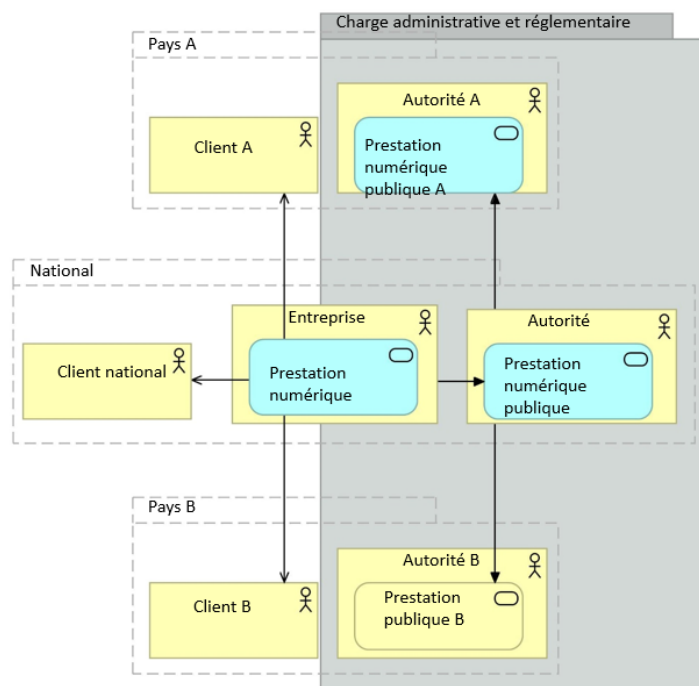 Charge administrative et réglementaire
Pays A
Autorité A
Client A
Prestation
numérique
publique A
National
Entreprise
Autorité
Client national
Prestation
numérique
Prestation
numérique
publique
Pays B
Autorité B
Client B
Prestation
publique B